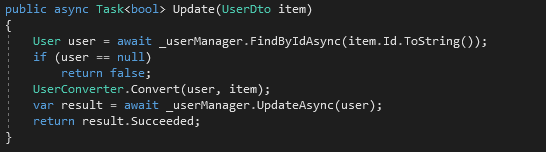 public async Task<bool> Update(UserDto item)
{
    User user = await _userManager.FindByIdAsync(item.Id.ToString());
    if (user == null)
        return false;
    UserConverter.Convert(user, item);
    var result = await _userManager.UpdateAsync(user);
    return result.Succeeded;
}